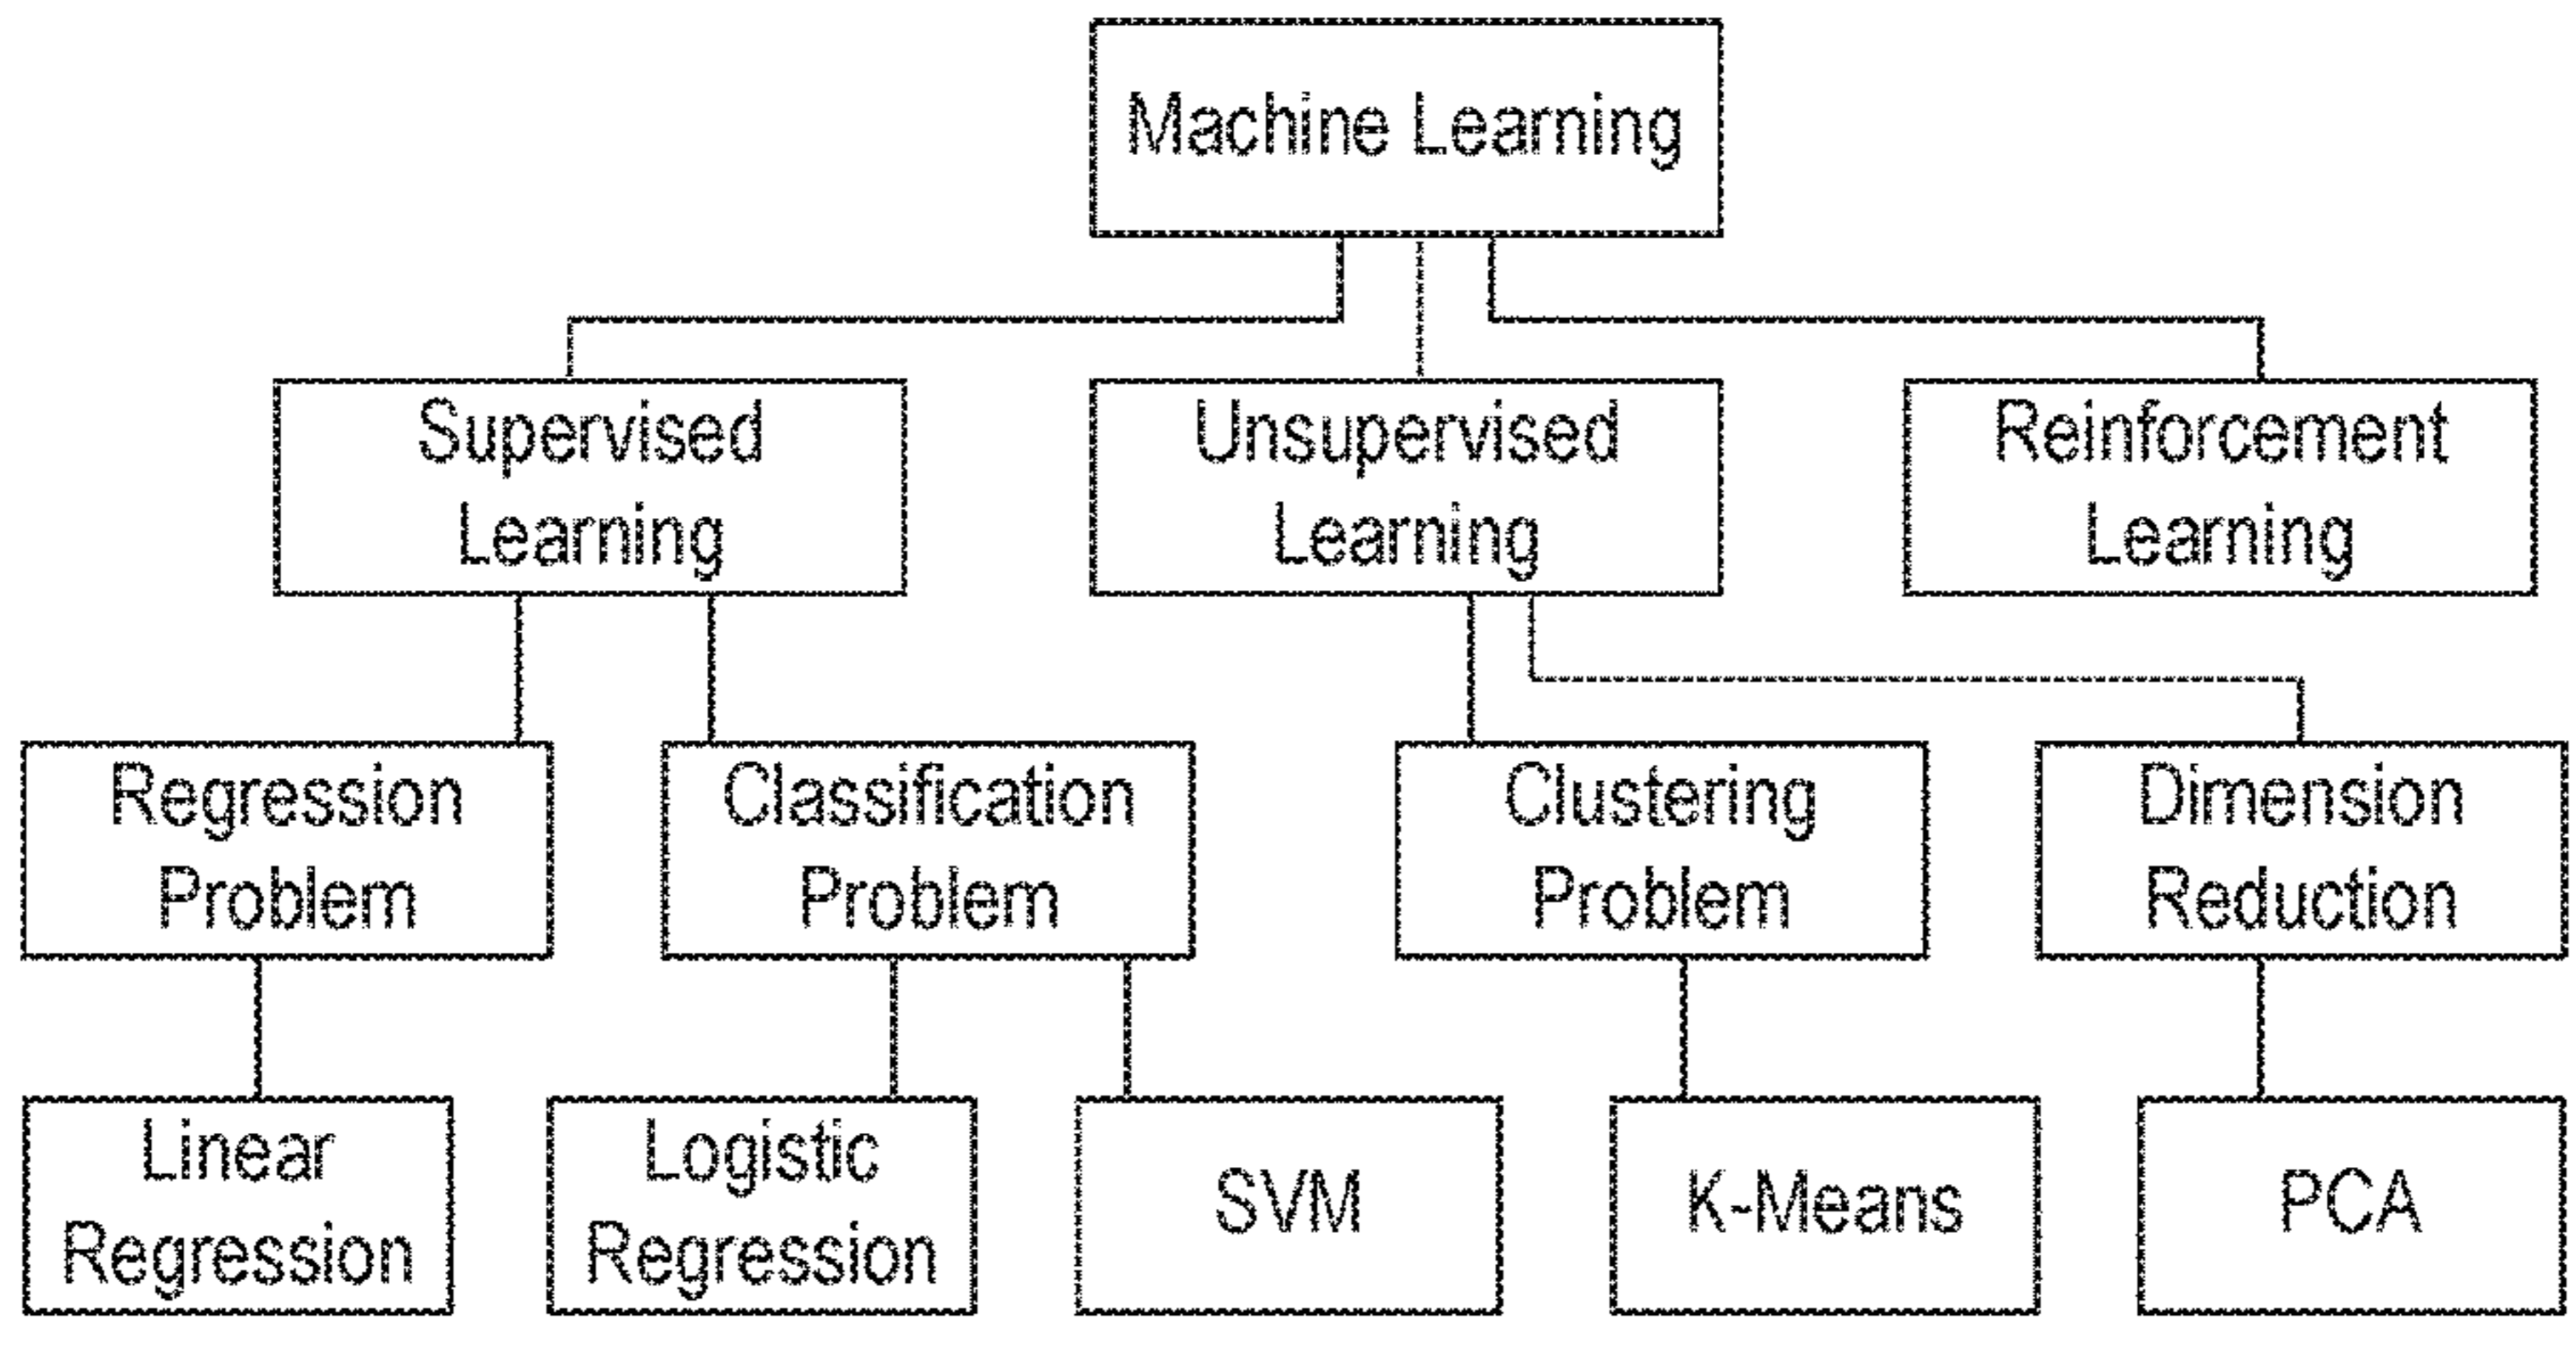 Machine Learning
Supervised
Learning
Unsupervised
Learning
Reinforcement
Learning
Regression
Problem
Classification
Problem
Clustering
Problem
Dimension
Reduction
Linear
Regression
Logistic
Regression
SVM
K-Means
PCA